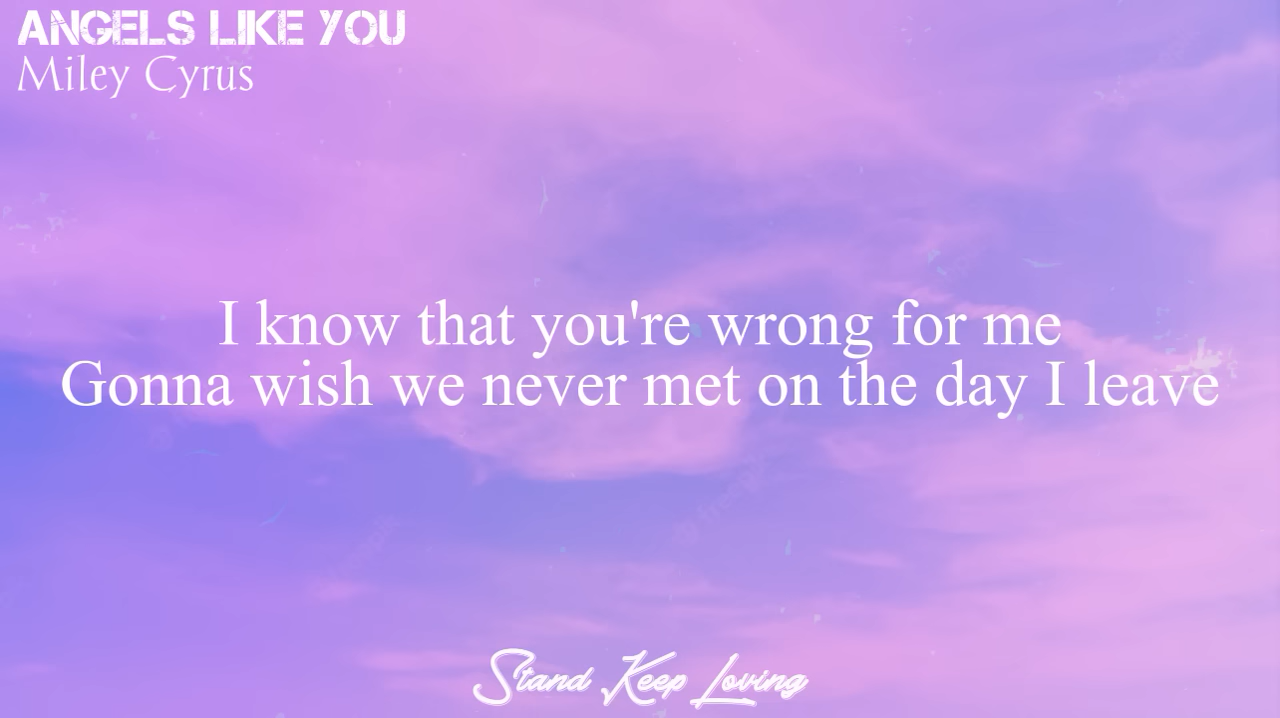 ANGELS LIKE YOU
Miley Cyrus
I know that you're wrong for me
Gonna wish we never met on the day I leave
Stand Keep Loving